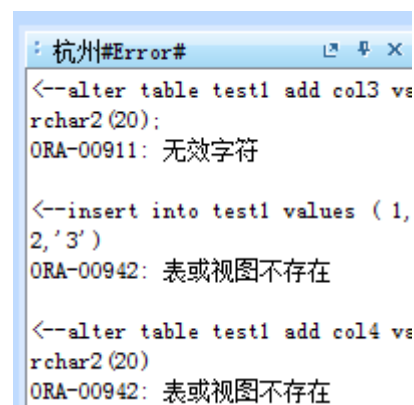 杭州#Error#
<--alter table test1 add col3 va
rchar2(20);
ORA-00911: 无效字符
<--insert into test1 values ( 1,
2,'3')
ORA-00942: 表或视图不存在
<--alter table test1 add col4 va
rchar2(20)
ORA-00942: 表或视图不存在